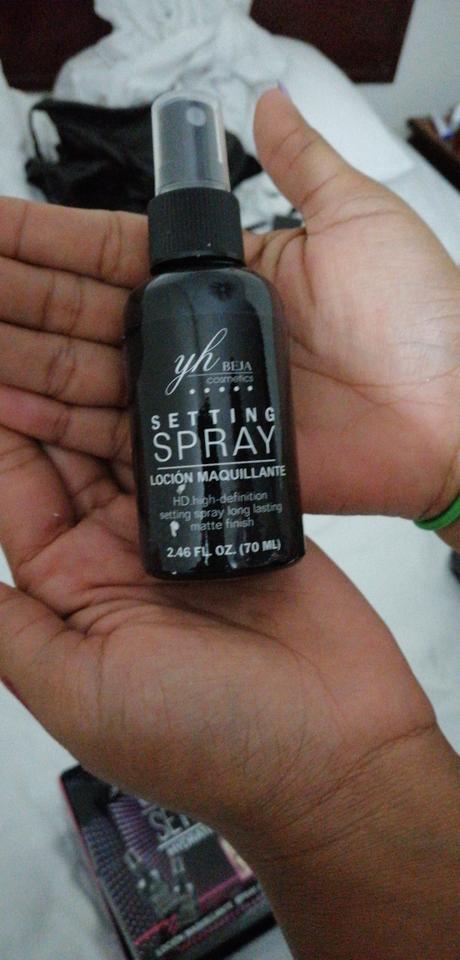 yh BEJA
cosmetics
SETTING
SPRAY
LOCIÓN MAQUILLANTE
HD.high-definition
setting spray long lasting
matte finish
2.46 FL. OZ. (70 ML)